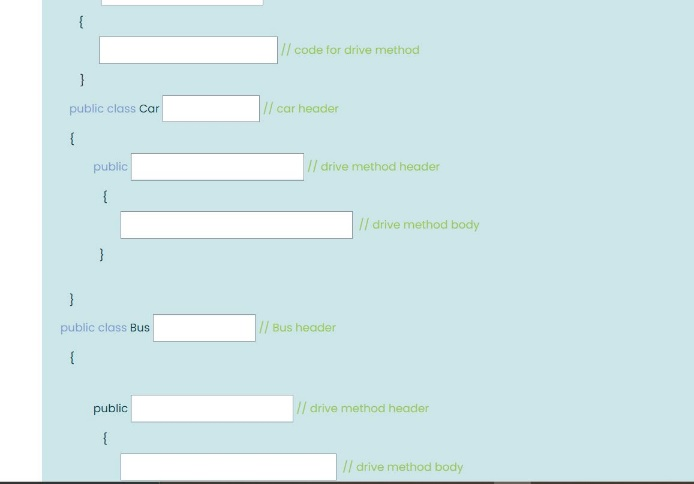 {
// code for drive method
}
public class Car // car header
{
public // drive method header
{
// drive method body
}
}
public class Bus // Bus header
{
public // drive method header
{
// drive method body